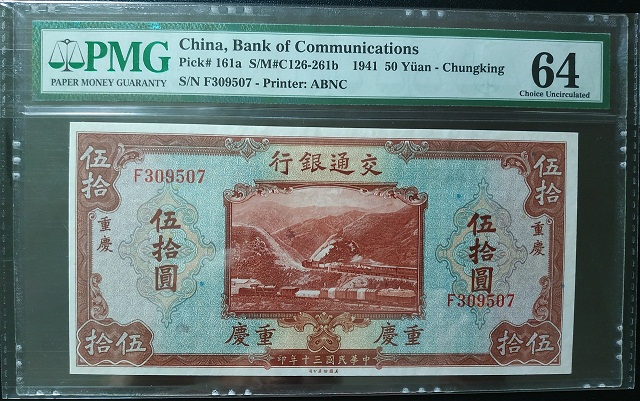 PMG
PAPER MONEY GUARANTY
China, Bank of Communications
Pick# 161a S/M#C126-261b 1941 50 Yüan - Chungking
S/N F309507 - Printer: ABNC
64
Choice Uncirculated
交通銀行
伍拾
伍拾
F309507
重慶
重慶
伍拾圓
伍拾圓
F309507
重慶
重慶
伍拾
伍拾
中華民國三十年印